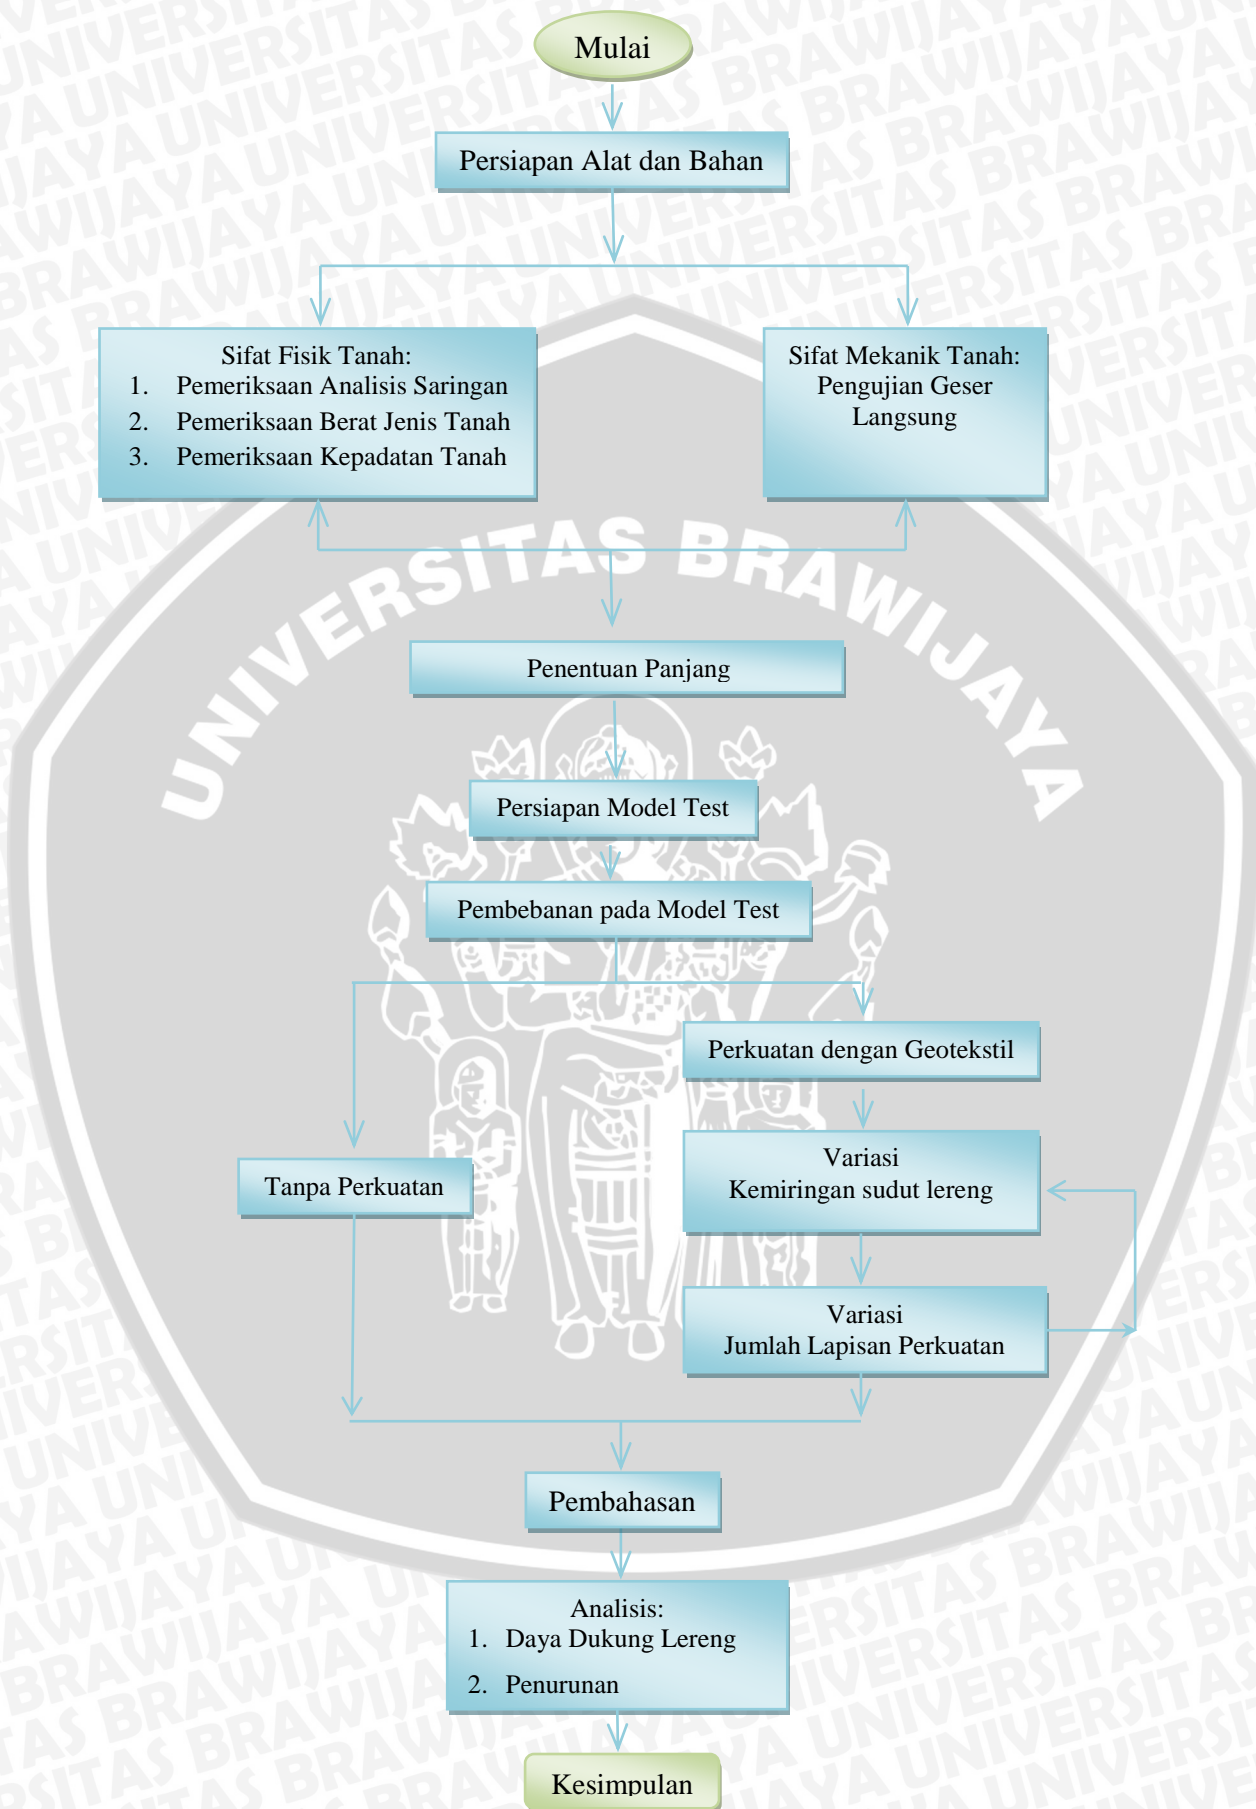 Mulai
Persiapan Alat dan Bahan
Sifat Fisik Tanah:
1. Pemeriksaan Analisis Saringan
2. Pemeriksaan Berat Jenis Tanah
3. Pemeriksaan Kepadatan Tanah
Sifat Mekanik Tanah:
Pengujian Geser
Langsung
UNIVERSITAS BRAWIJAYA
Penentuan Panjang
Persiapan Model Test
Pembebanan pada Model Test
Perkuatan dengan Geotekstil
Variasi
Kemiringan sudut lereng
Tanpa Perkuatan
Variasi
Jumlah Lapisan Perkuatan
Pembahasan
Analisis:
1. Daya Dukung Lereng
2. Penurunan
Kesimpulan